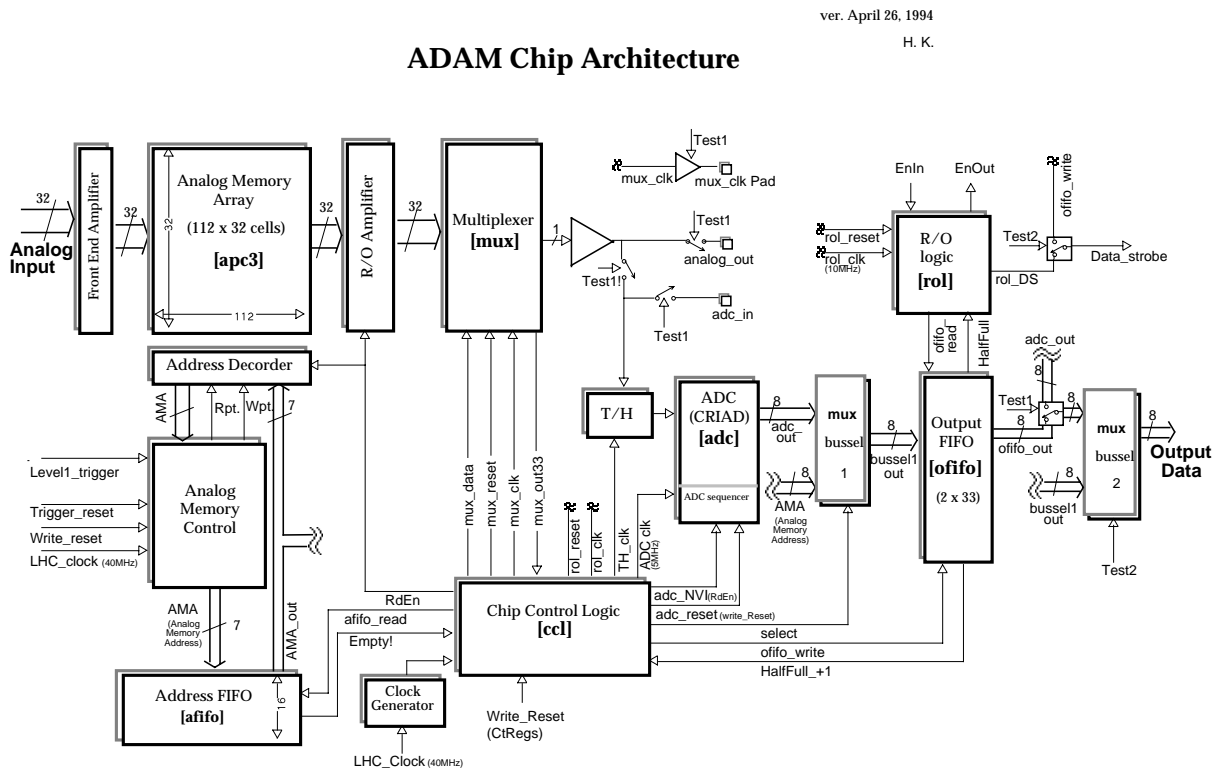 ver. April 26, 1994
H. K.
ADAM Chip Architecture
32
Analog
Input
Front End Amplifier
32
32
Analog Memory
Array
(112 x 32 cells)
[apc3]
112
32
R/O Amplifier
32
Multiplexer
[mux]
1
Test1
mux_clk
mux_clk Pad
Test1
analog_out
Test1!
adc_in
Test1
EnIn
EnOut
rol_reset
rol_clk
(10MHz)
R/O
logic
[rol]
ofifo_write
Test2
Data_strobe
rol_DS
ofifo_
read
HalfFull
adc_out
8
Address Decorder
AMA
Rpt.
Wpt.
7
Level1_trigger
Trigger_reset
Write_reset
LHC_clock (40MHz)
Analog
Memory
Control
AMA
(Analog
Memory
Address)
7
AMA_out
Address FIFO
[afifo]
16
mux_data
mux_reset
mux_clk
mux_out33
rol_reset
rol_clk
TH_clk
ADC_clk
(5MHz)
T/H
ADC
(CRIAD)
[adc]
ADC sequencer
8
adc_
out
8
AMA
(Analog
Memory
Address)
mux
bussel
1
8
bussel1
out
Output
FIFO
[ofifo]
(2 x 33)
Test1
8
ofifo_out
8
8
bussel1
out
mux
bussel
2
8
Output
Data
Test2
RdEn
afifo_read
Empty!
Chip Control Logic
[ccl]
adc_NVI(RdEn)
adc_reset (write_Reset)
select
ofifo_write
HalfFull_+1
Clock
Generator
LHC_Clock (40MHz)
Write_Reset
(CtRegs)